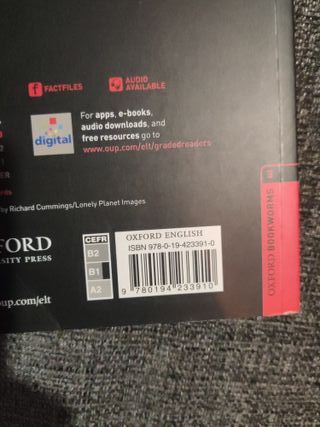 FACTFILES
AUDIO
AVAILABLE
digital
For apps, e-books,
audio downloads, and
free resources go to
www.oup.com/elt/gradedreaders
by Richard Cummings/Lonely Planet Images
FORD
SITY PRESS
oup.com/elt
CEFR
B2
B1
A2
OXFORD ENGLISH
ISBN 978-0-19-423391-0
9 780194 233910
OXFORD BOOKWORMS